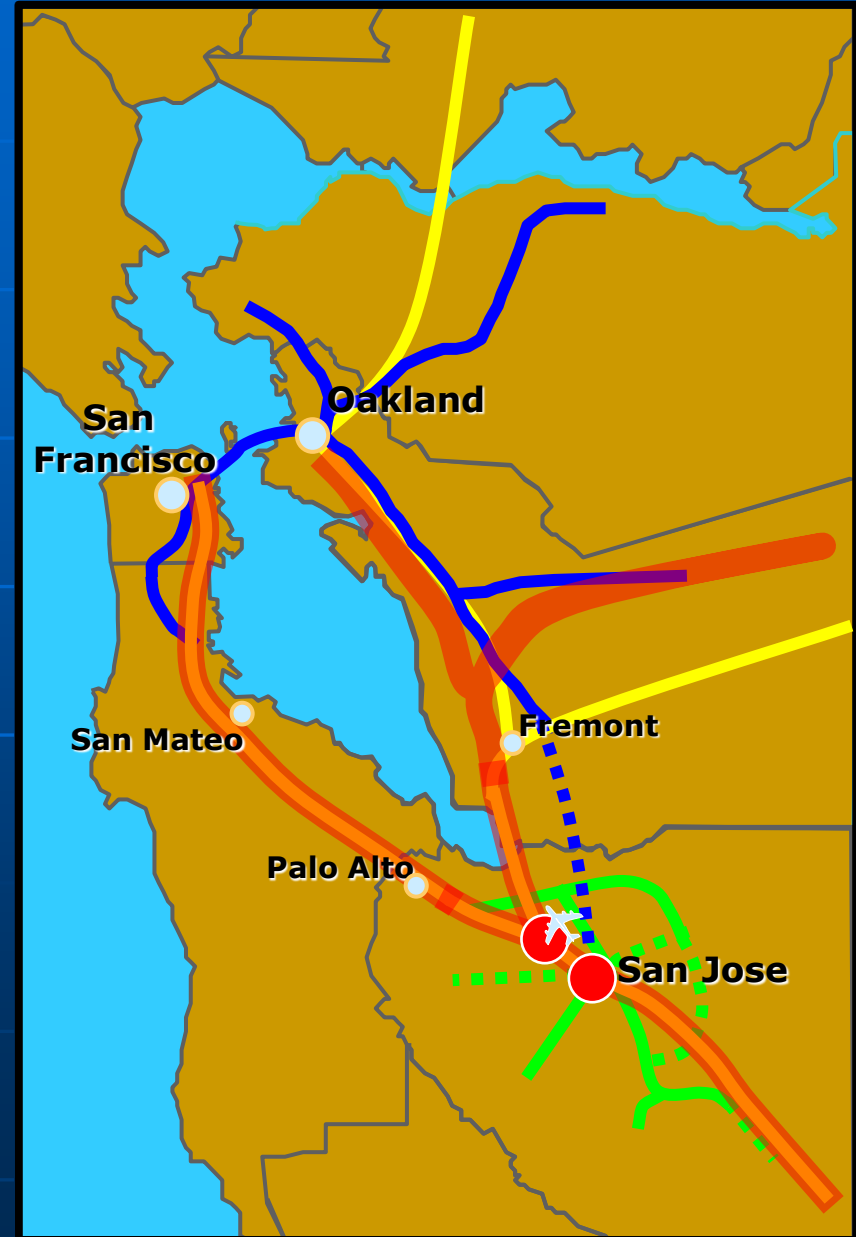 Oakland
San
Francisco
Fremont
San Mateo
Palo Alto
San Jose